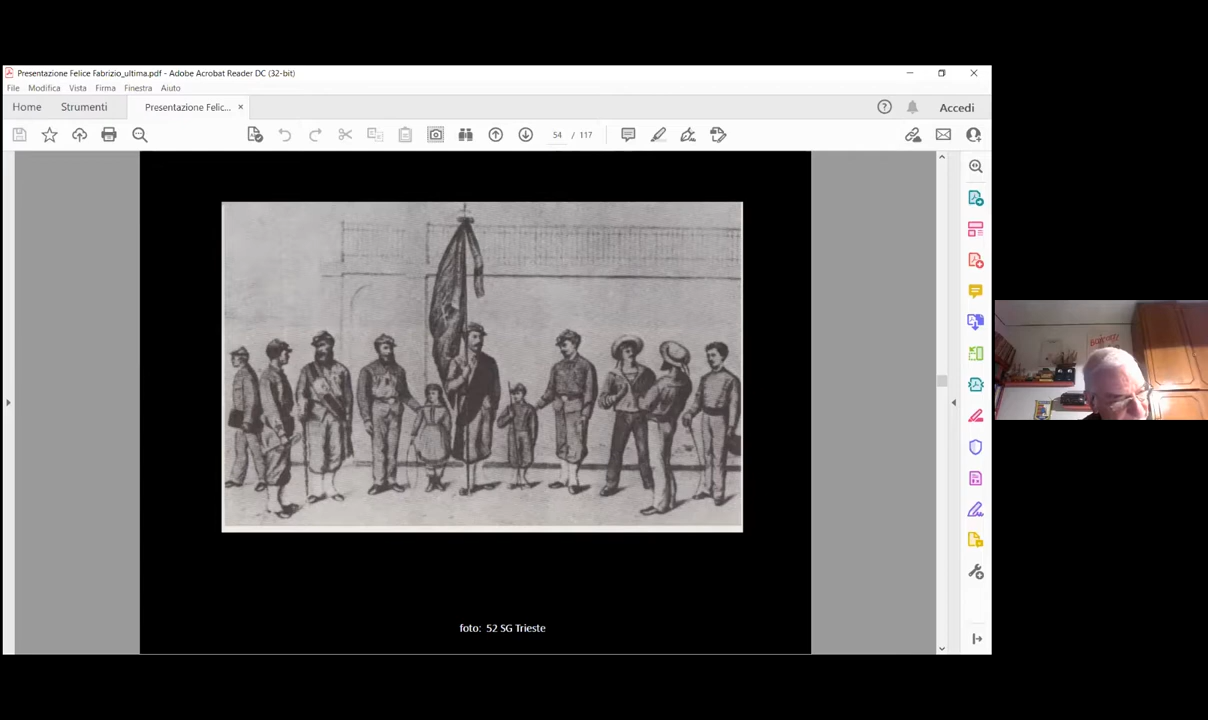 Presentazione Felice Fabrizio_ultima.pdf - Adobe Acrobat Reader DC (32-bit)
File Modifica Vista Firma Finestra Aiuto
Home Strumenti Presentazione Felic... × Accedi
54 / 117
foto: 52 SG Trieste